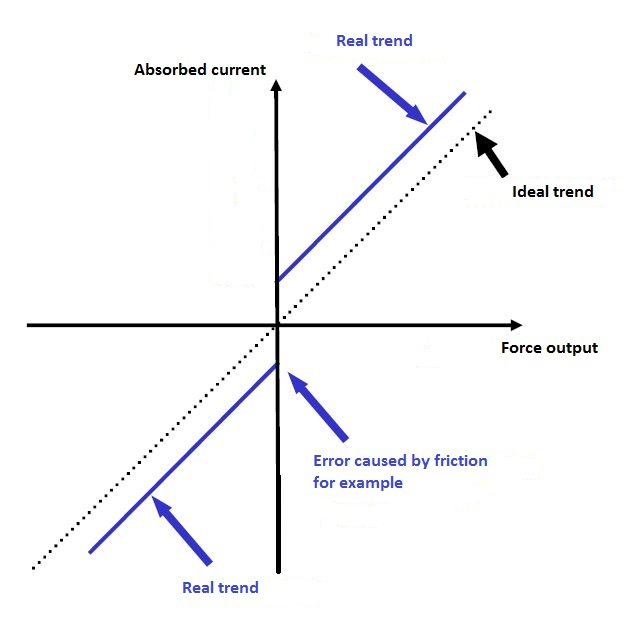 Real trend
Absorbed current
Ideal trend
Force output
Error caused by friction
for example
Real trend